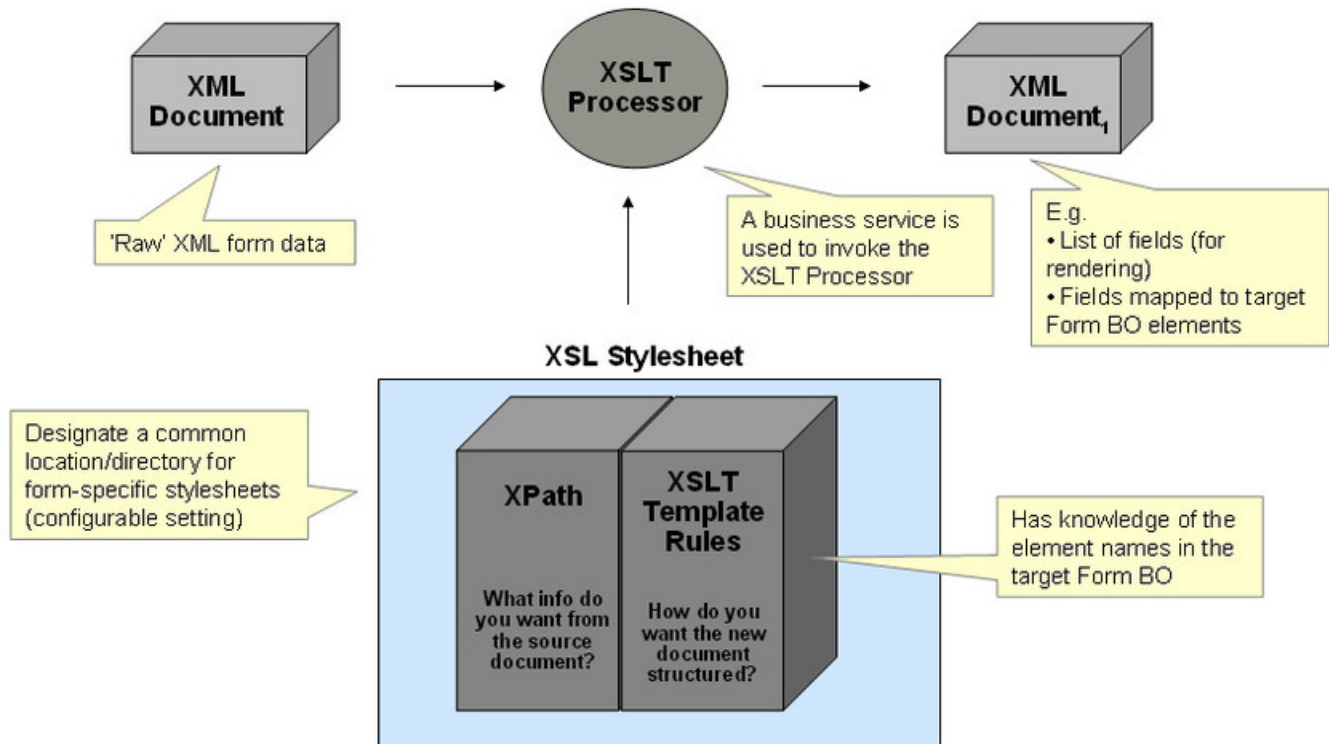 XML
Document
XSLT
Processor
XML
Document1
'Raw' XML form data
A business service is
used to invoke the
XSLT Processor
E.g.
• List of fields (for
rendering)
• Fields mapped to target
Form BO elements
XSL Stylesheet
Designate a common
location/directory for
form-specific stylesheets
(configurable setting)
XPath
What info do
you want from
the source
document?
XSLT
Template
Rules
How do you
want the new
document
structured?
Has knowledge of the
element names in the
target Form BO